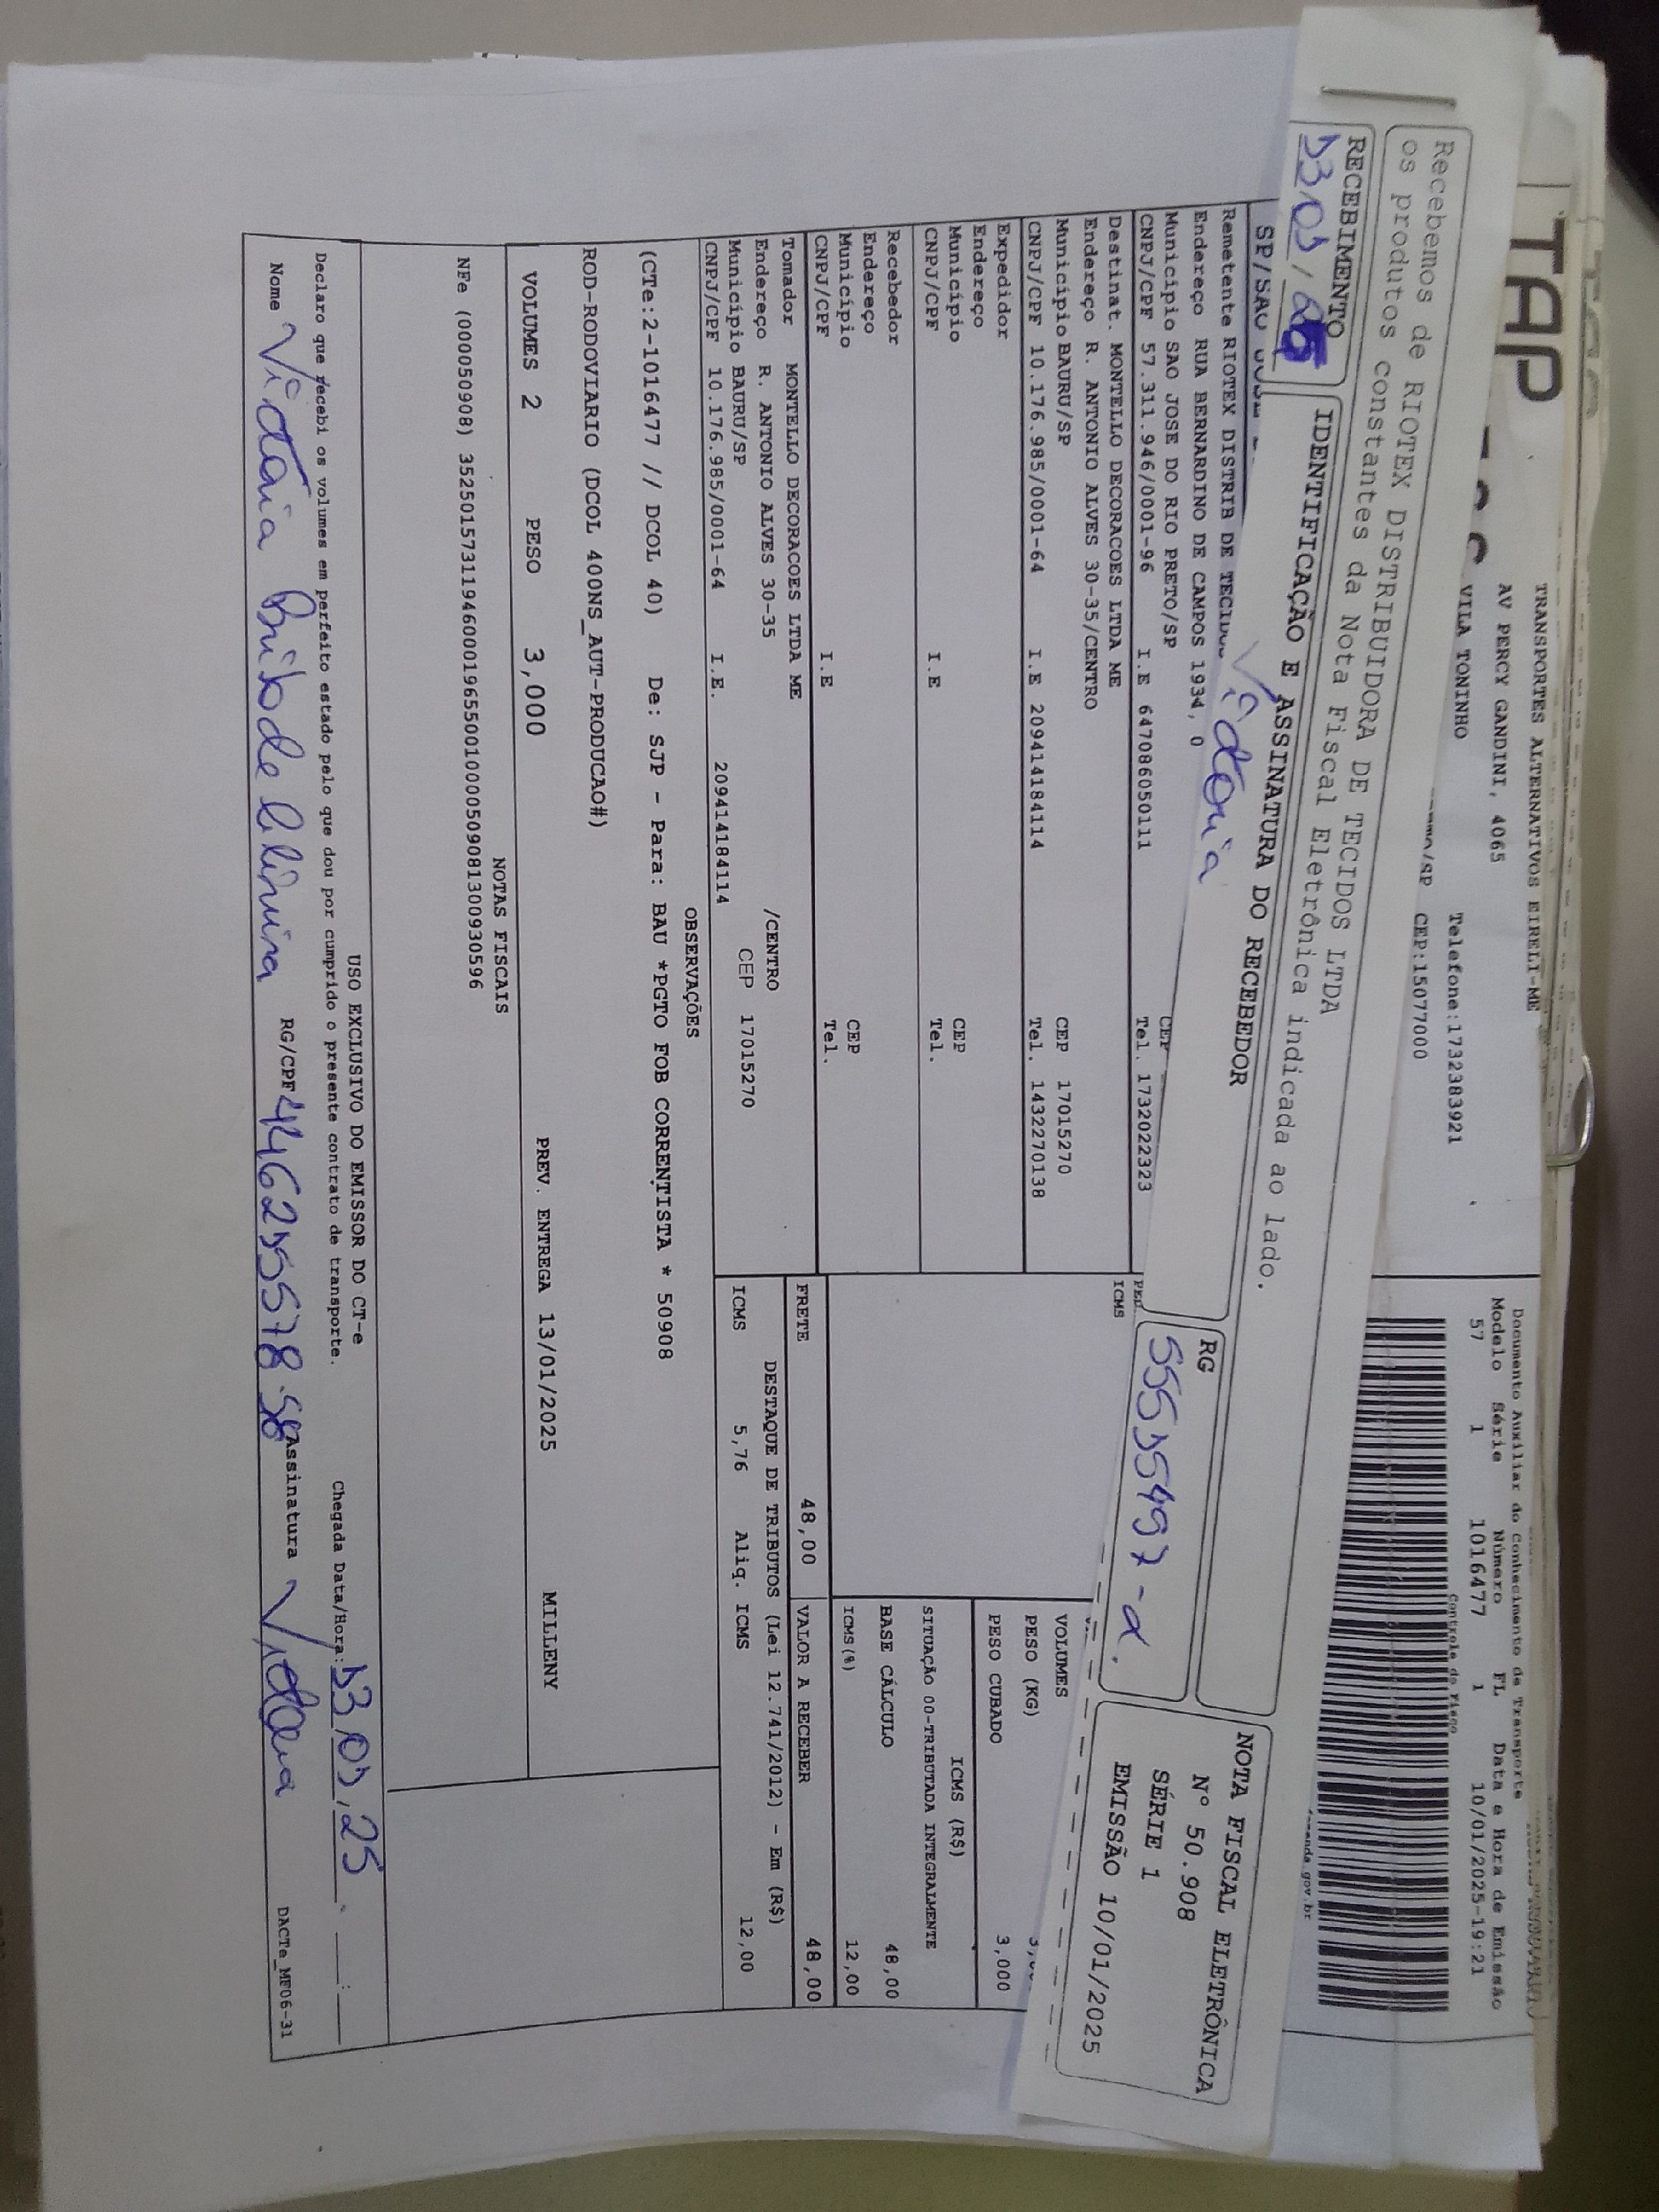 TAP
TRANSPORTES ALTERNATIVOS EIRELI-ME
AV PERCY GANDINI, 4065
VILA TONINHO
Telefone:1732383921
CEP:15077000
Documento Auxiliar do Conhecimento de Transporte
Modelo Série Número FL Data e Hora de Emissão
57 1 1016477 1 10/01/2025-19:21
Controle do Fisco
Recebemos de RIOTEX DISTRIBUIDORA DE TECIDOS LTDA
os produtos constantes da Nota Fiscal Eletrônica indicada ao lado.
RECEBIMENTO
IDENTIFICAÇÃO E ASSINATURA DO RECEBEDOR
Vitória
RG
NOTA FISCAL ELETRÔNICA
Nº 50.908
SÉRIE 1
EMISSÃO 10/01/2025
Remetente RIOTEX DISTRIB DE
Endereço RUA BERNARDINO DE CAMPOS 1934, 0
Município SAO JOSE DO RIO PRETO/SP CEP
CNPJ/CPF 57.311.946/0001-96 I.E 647086050111 Tel. 1732022323
Destinat. MONTELLO DECORACOES LTDA ME
Endereço R. ANTONIO ALVES 30-35/CENTRO
Município BAURU/SP CEP 17015270
CNPJ/CPF 10.176.985/0001-64 I.E 209414184114 Tel. 1432270138
Expedidor
Endereço
Município CEP
CNPJ/CPF I.E Tel.
Recebedor
Endereço
Município CEP
CNPJ/CPF I.E Tel.
Tomador MONTELLO DECORACOES LTDA ME
Endereço R. ANTONIO ALVES 30-35 /CENTRO
Município BAURU/SP CEP 17015270
CNPJ/CPF 10.176.985/0001-64 I.E. 209414184114
ICMS
VOLUMES
PESO (KG)
PESO CUBADO 3,000
ICMS (R$)
SITUAÇÃO 00-TRIBUTADA INTEGRALMENTE
BASE CÁLCULO 48,00
ICMS(%) 12,00
FRETE 48,00 VALOR A RECEBER 48,00
DESTAQUE DE TRIBUTOS (Lei 12.741/2012) - Em (R$)
ICMS 5,76 Aliq. ICMS 12,00
OBSERVAÇÕES
(CTe:2-1016477 // DCOL 40) De: SJP - Para: BAU *PGTO FOB CORRENTISTA * 50908
ROD-RODOVIARIO (DCOL 400NS_AUT-PRODUCAO#)
VOLUMES 2 PESO 3,000 PREV. ENTREGA 13/01/2025 MILLENY
NOTAS FISCAIS
NFe (000050908) 35250157311946000196550010000509081300930596
USO EXCLUSIVO DO EMISSOR DO CT-e
Declaro que recebi os volumes em perfeito estado pelo que dou por cumprido o presente contrato de transporte. Chegada Data/Hora:
Nome Vitória RG/CPF Assinatura Vitória
DACTe_MF06-31